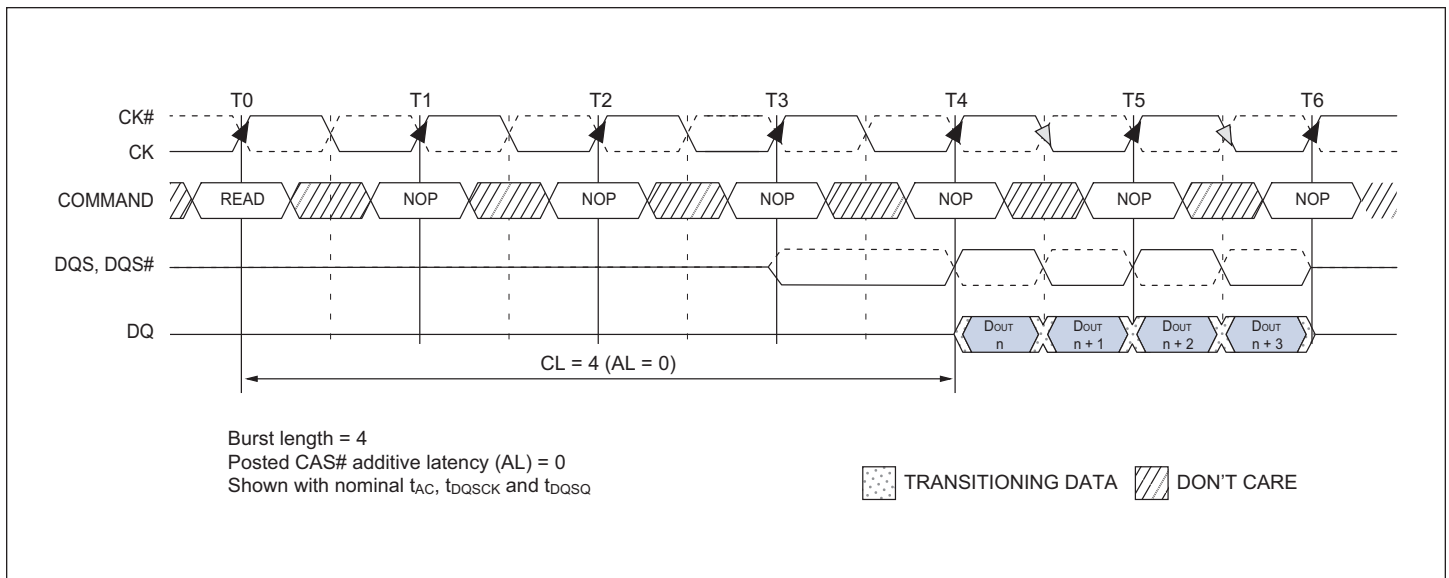 T0 T1 T2 T3 T4 T5 T6
CK#
CK
COMMAND READ NOP NOP NOP NOP NOP NOP
DQS, DQS#
DQ DOUT n DOUT n + 1 DOUT n + 2 DOUT n + 3
CL = 4 (AL = 0)
Burst length = 4
Posted CAS# additive latency (AL) = 0
Shown with nominal tAC, tDQSCK and tDQSQ
TRANSITIONING DATA DON'T CARE